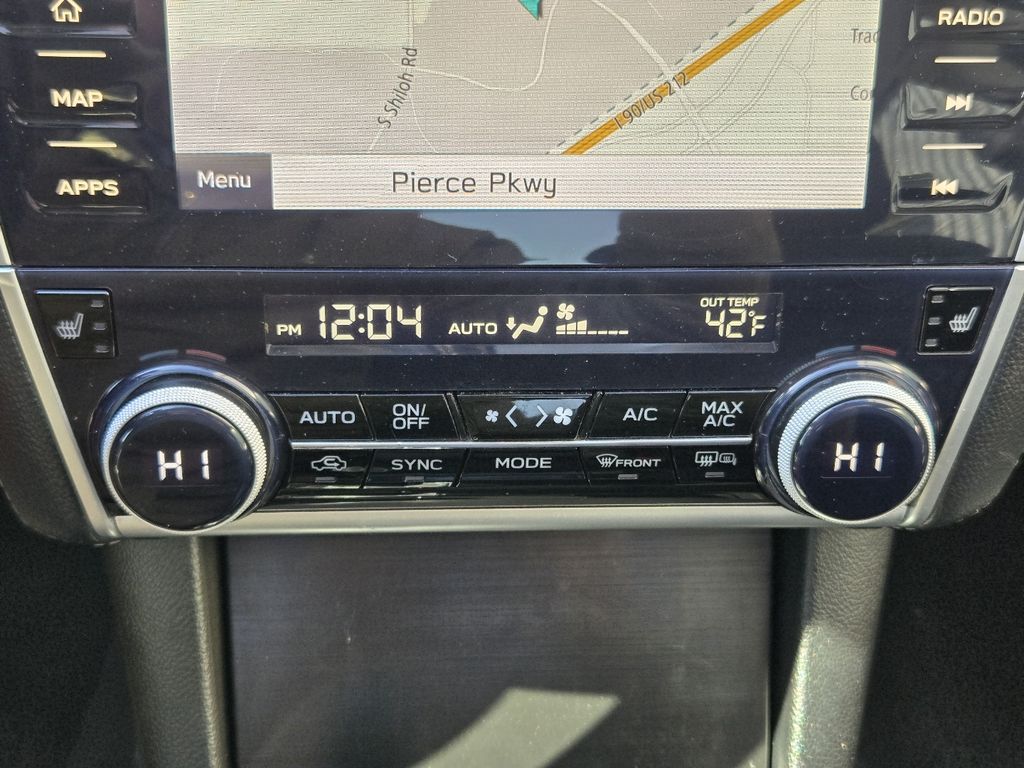 RADIO
S Shiloh Rd
MAP
I 90/US 212
APPS
Menu
Pierce Pkwy
PM 12:04 AUTO OUT TEMP 42°F
AUTO
ON/
OFF
A/C
MAX
A/C
HI
SYNC
MODE
FRONT
HI